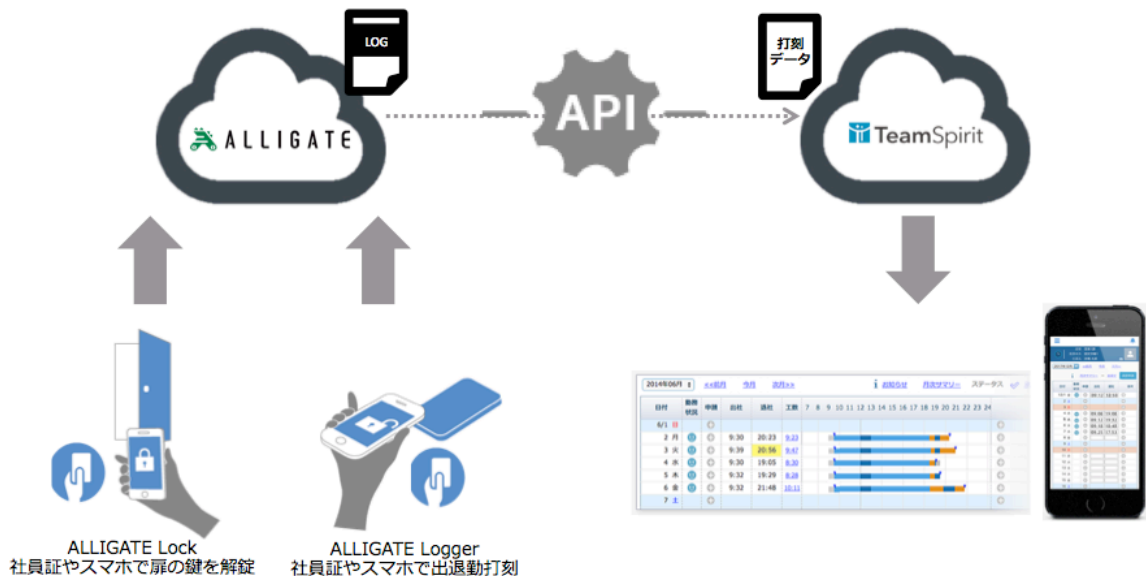 LOG
打刻
データ
API
ALLIGATE
TeamSpirit
2014年06月
<<前月
今月
次月>>
お知らせ
月次サマリー
ステータス
日付
勤務
状況
申請
出社
退社
工数
7 8 9 10 11 12 13 14 15 16 17 18 19 20 21 22 23 24
6/1 日
2 月 9:30 20:23 9:23
3 火 9:39 20:56 9:47
4 水 9:30 19:05 8:30
5 木 9:32 19:29 8:28
6 金 9:32 21:48 10:11
7 土
ALLIGATE Lock
社員証やスマホで扉の鍵を解錠
ALLIGATE Logger
社員証やスマホで出退勤打刻